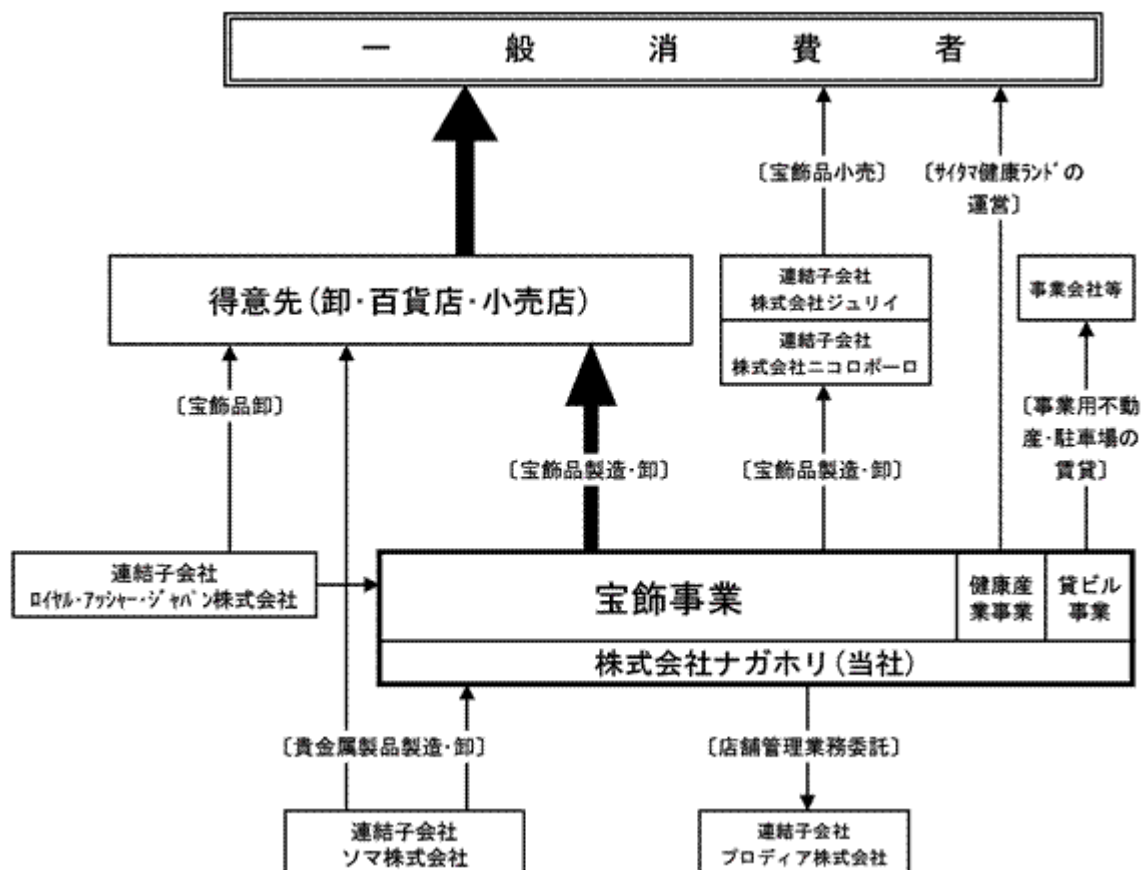 一般消費者
〔宝飾品小売〕
〔ｻｲﾀﾏ健康ﾗﾝﾄﾞの
運営〕
得意先(卸・百貨店・小売店)
連結子会社
株式会社ジュリイ
連結子会社
株式会社ニコロポーロ
事業会社等
〔宝飾品卸〕
〔宝飾品製造・卸〕
〔宝飾品製造・卸〕
〔事業用不動
産・駐車場の
賃貸〕
連結子会社
ﾛｲﾔﾙ・ｱｯｼｬｰ・ｼﾞｬﾊﾟﾝ株式会社
宝飾事業
健康産
業事業
貸ビル
事業
株式会社ナガホリ(当社)
〔貴金属製品製造・卸〕
〔店舗管理業務委託〕
連結子会社
ソマ株式会社
連結子会社
プロディア株式会社